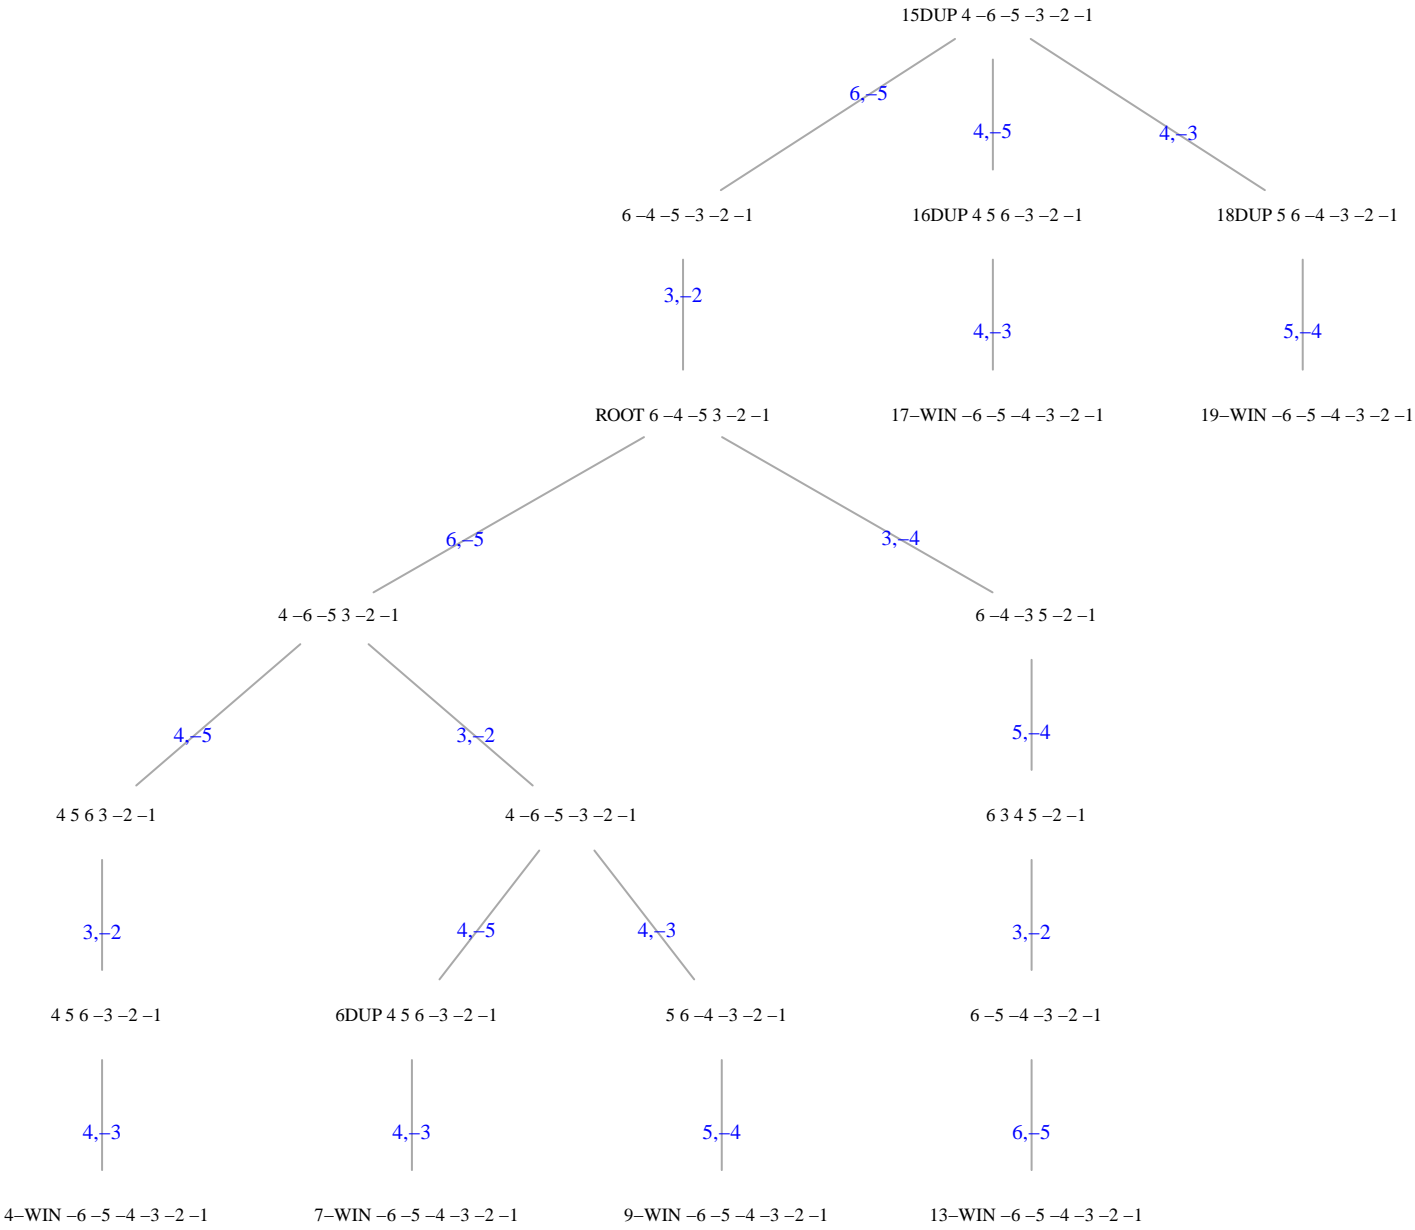 15DUP 4 –6 –5 –3 –2 –1
6,–5
4,–5
4,–3
6 –4 –5 –3 –2 –1
16DUP 4 5 6 –3 –2 –1
18DUP 5 6 –4 –3 –2 –1
3,–2
4,–3
5,–4
ROOT 6 –4 –5 3 –2 –1
17–WIN –6 –5 –4 –3 –2 –1
19–WIN –6 –5 –4 –3 –2 –1
6,–5
3,–4
4 –6 –5 3 –2 –1
6 –4 –3 5 –2 –1
4,–5
3,–2
5,–4
4 5 6 3 –2 –1
4 –6 –5 –3 –2 –1
6 3 4 5 –2 –1
3,–2
4,–5
4,–3
3,–2
4 5 6 –3 –2 –1
6DUP 4 5 6 –3 –2 –1
5 6 –4 –3 –2 –1
6 –5 –4 –3 –2 –1
4,–3
4,–3
5,–4
6,–5
4–WIN –6 –5 –4 –3 –2 –1
7–WIN –6 –5 –4 –3 –2 –1
9–WIN –6 –5 –4 –3 –2 –1
13–WIN –6 –5 –4 –3 –2 –1